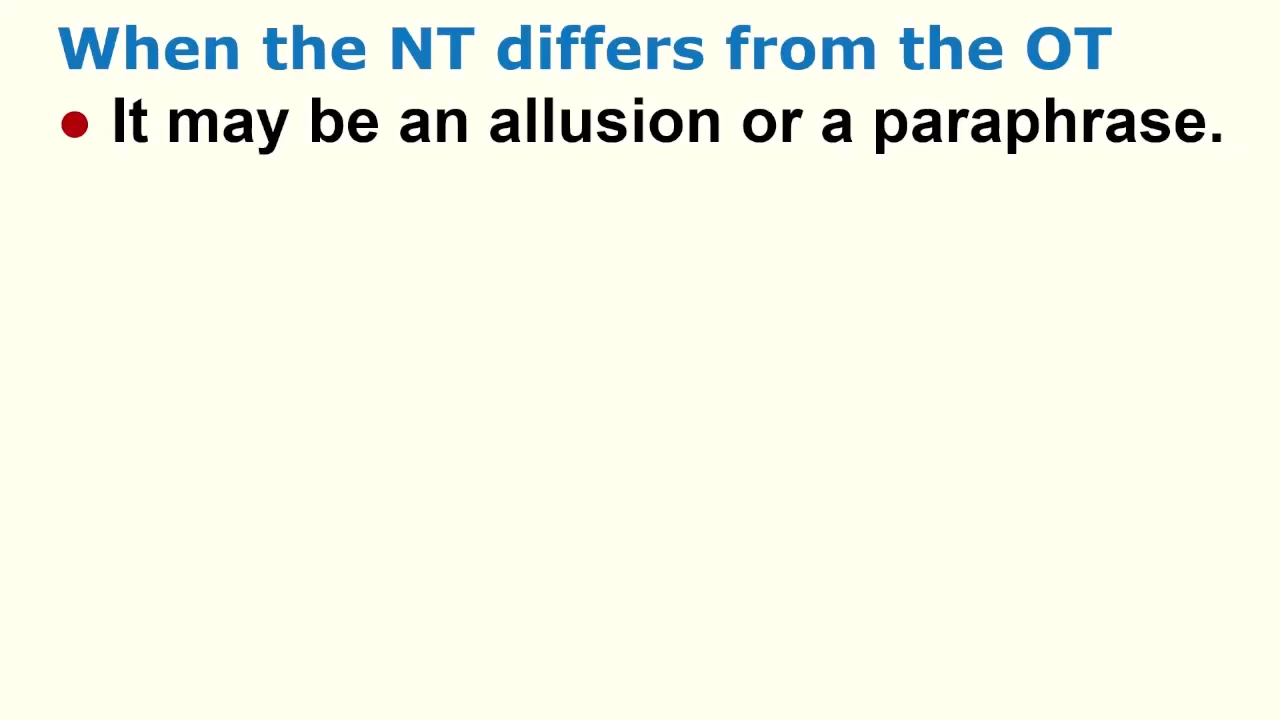 When the NT differs from the OT
● It may be an allusion or a paraphrase.